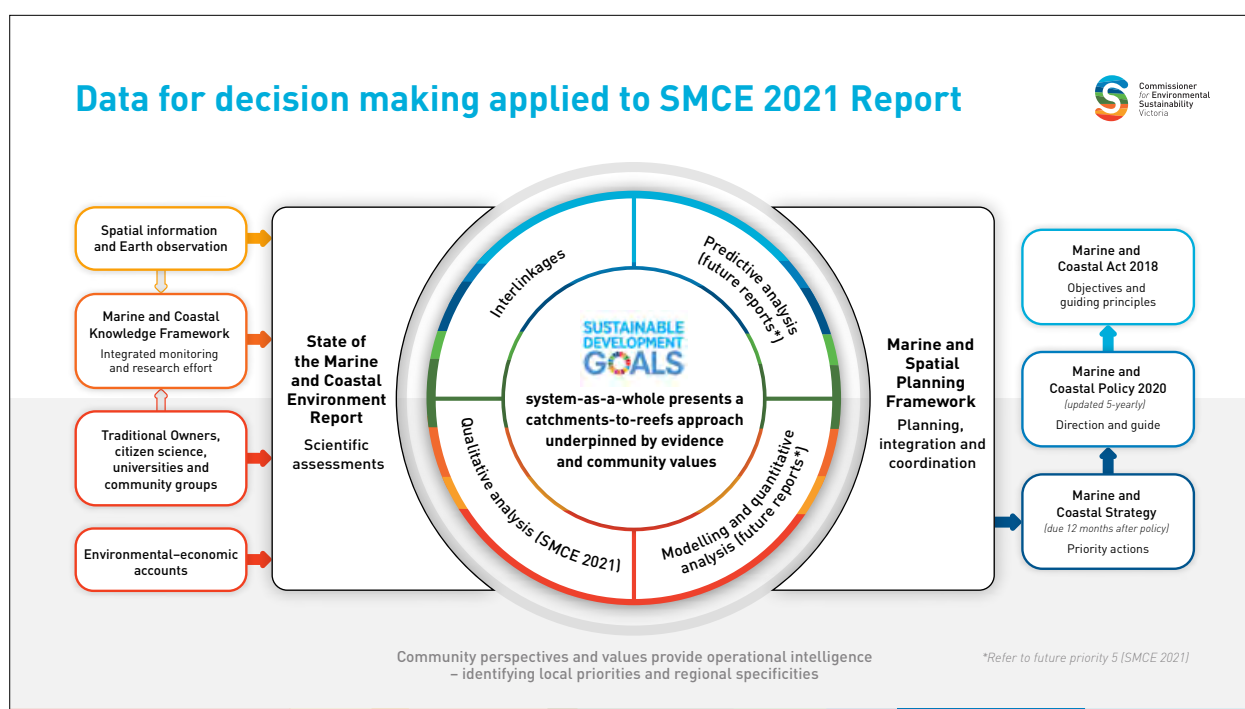 Data for decision making applied to SMCE 2021 Report
Commissioner
for Environmental
Sustainability
Victoria
Spatial information
and Earth observation
Marine and Coastal
Knowledge Framework
Integrated monitoring
and research effort
Traditional Owners,
citizen science,
universities and
community groups
Environmental–economic
accounts
State of
the Marine
and Coastal
Environment
Report
Scientific
assessments
Interlinkages
Predictive analysis
(future reports*)
Qualitative analysis (SMCE 2021)
Modelling and quantitative
analysis (future reports*)
SUSTAINABLE
DEVELOPMENT
GOALS
system-as-a-whole presents a
catchments-to-reefs approach
underpinned by evidence
and community values
Marine and
Spatial
Planning
Framework
Planning,
integration and
coordination
Marine and
Coastal Act 2018
Objectives and
guiding principles
Marine and
Coastal Policy 2020
(updated 5-yearly)
Direction and guide
Marine and
Coastal Strategy
(due 12 months after policy)
Priority actions
Community perspectives and values provide operational intelligence
– identifying local priorities and regional specificities
*Refer to future priority 5 (SMCE 2021)